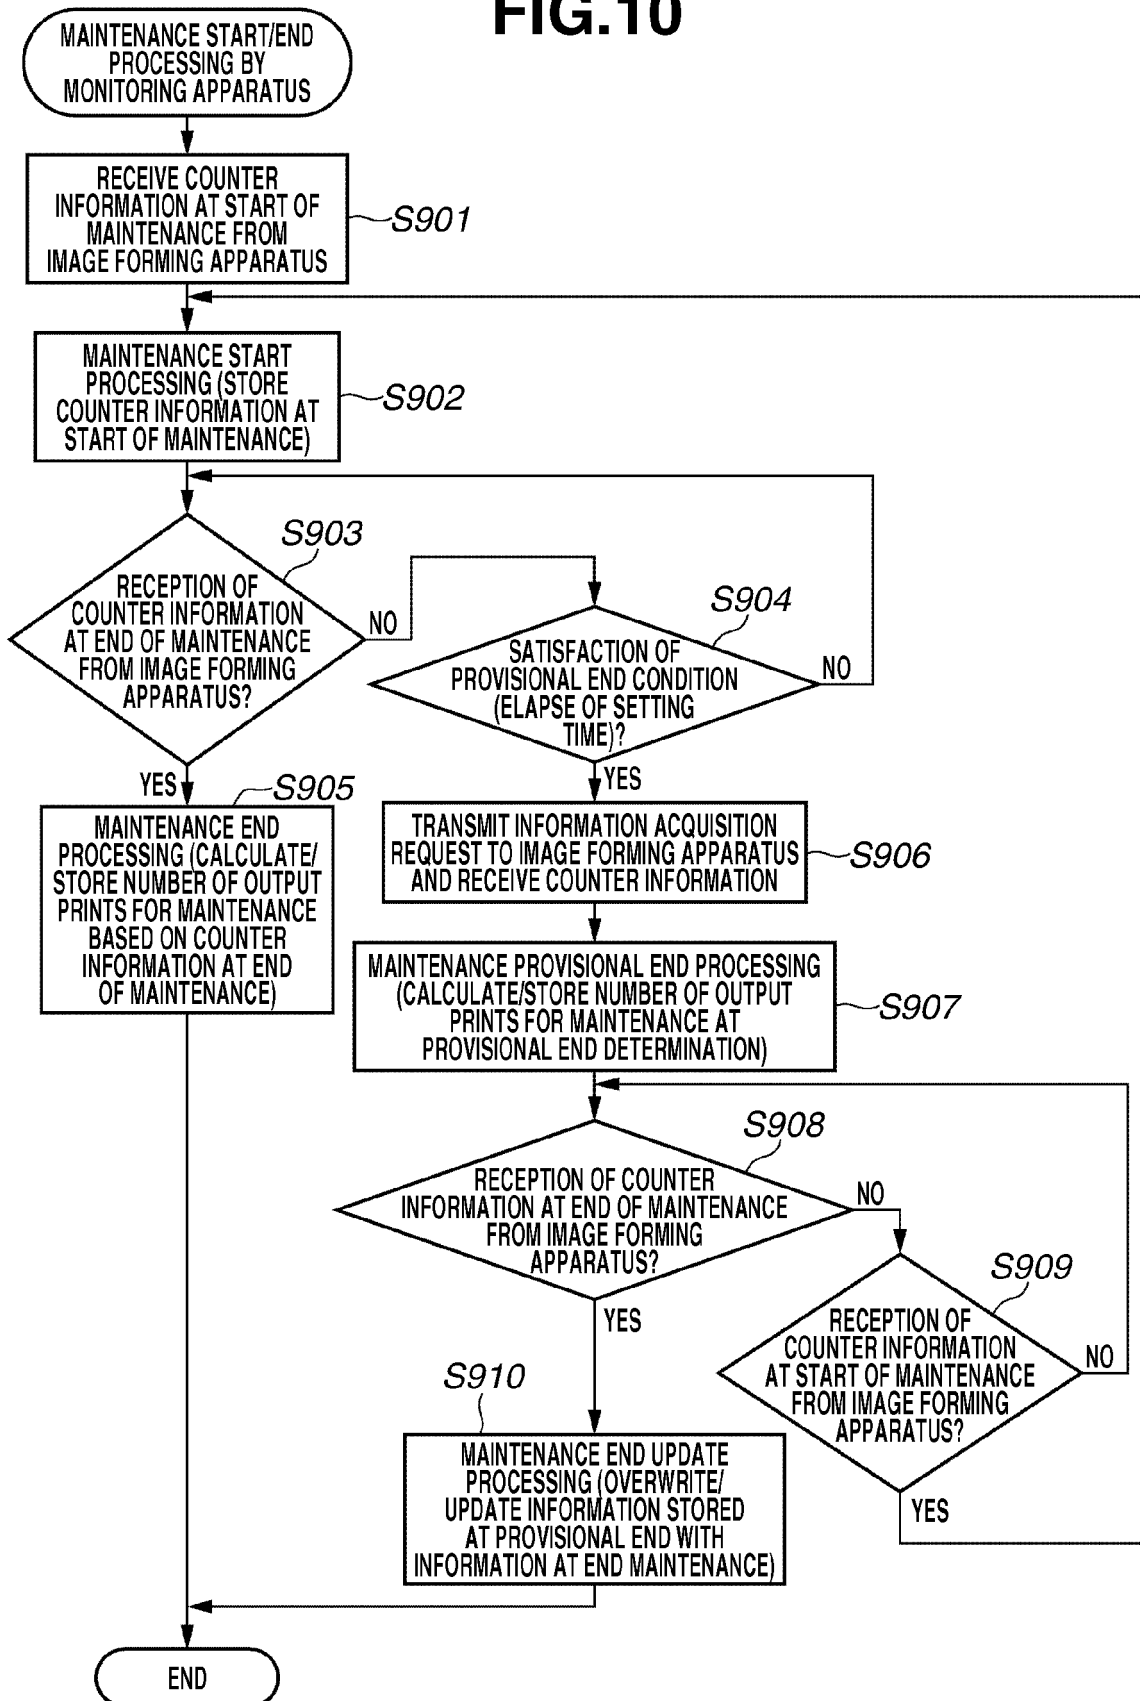 FIG.10
MAINTENANCE START/END
PROCESSING BY
MONITORING APPARATUS
RECEIVE COUNTER
INFORMATION AT START OF
MAINTENANCE FROM
IMAGE FORMING APPARATUS
S901
MAINTENANCE START
PROCESSING (STORE
COUNTER INFORMATION AT
START OF MAINTENANCE)
S902
S903
RECEPTION OF
COUNTER INFORMATION
AT END OF MAINTENANCE
FROM IMAGE FORMING
APPARATUS?
NO
YES
S904
SATISFACTION OF
PROVISIONAL END CONDITION
(ELAPSE OF SETTING
TIME)?
NO
YES
S905
MAINTENANCE END
PROCESSING (CALCULATE/
STORE NUMBER OF OUTPUT
PRINTS FOR MAINTENANCE
BASED ON COUNTER
INFORMATION AT END
OF MAINTENANCE)
TRANSMIT INFORMATION ACQUISITION
REQUEST TO IMAGE FORMING APPARATUS
AND RECEIVE COUNTER INFORMATION
S906
MAINTENANCE PROVISIONAL END PROCESSING
(CALCULATE/STORE NUMBER OF OUTPUT
PRINTS FOR MAINTENANCE AT
PROVISIONAL END DETERMINATION)
S907
S908
RECEPTION OF COUNTER
INFORMATION AT END OF MAINTENANCE
FROM IMAGE FORMING
APPARATUS?
NO
YES
S909
RECEPTION OF
COUNTER INFORMATION
AT START OF MAINTENANCE
FROM IMAGE FORMING
APPARATUS?
NO
YES
S910
MAINTENANCE END UPDATE
PROCESSING (OVERWRITE/
UPDATE INFORMATION STORED
AT PROVISIONAL END WITH
INFORMATION AT END MAINTENANCE)
END